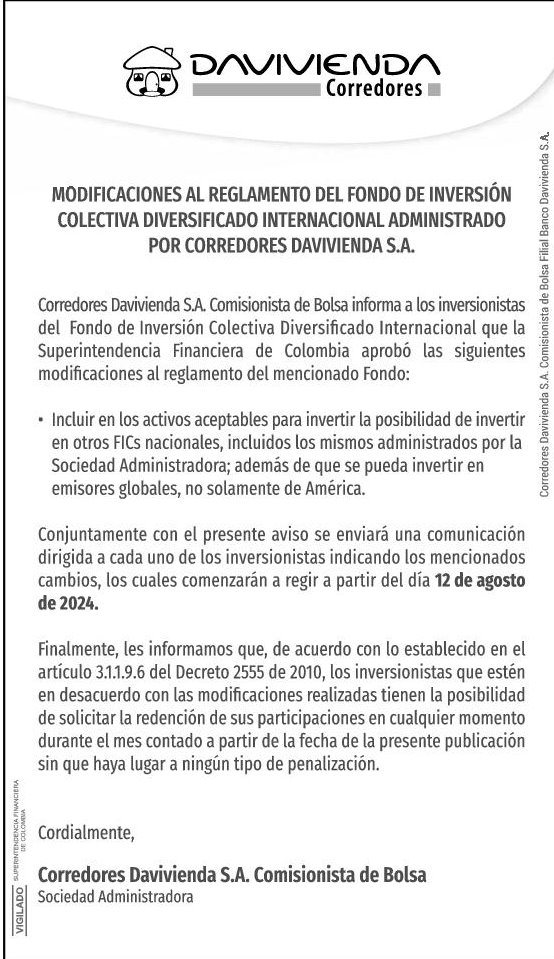 DAVIVIENDA
Corredores
MODIFICACIONES AL REGLAMENTO DEL FONDO DE INVERSIÓN
COLECTIVA DIVERSIFICADO INTERNACIONAL ADMINISTRADO
POR CORREDORES DAVIVIENDA S.A.
Corredores Davivienda S.A. Comisionista de Bolsa informa a los inversionistas
del Fondo de Inversión Colectiva Diversificado Internacional que la
Superintendencia Financiera de Colombia aprobó las siguientes
modificaciones al reglamento del mencionado Fondo:
• Incluir en los activos aceptables para invertir la posibilidad de invertir
en otros FICs nacionales, incluidos los mismos administrados por la
Sociedad Administradora; además de que se pueda invertir en
emisores globales, no solamente de América.
Conjuntamente con el presente aviso se enviará una comunicación
dirigida a cada uno de los inversionistas indicando los mencionados
cambios, los cuales comenzarán a regir a partir del día 12 de agosto
de 2024.
Finalmente, les informamos que, de acuerdo con lo establecido en el
artículo 3.1.1.9.6 del Decreto 2555 de 2010, los inversionistas que estén
en desacuerdo con las modificaciones realizadas tienen la posibilidad
de solicitar la redención de sus participaciones en cualquier momento
durante el mes contado a partir de la fecha de la presente publicación
sin que haya lugar a ningún tipo de penalización.
Cordialmente,
Corredores Davivienda S.A. Comisionista de Bolsa
Sociedad Administradora
Corredores Davivienda S.A. Comisionista de Bolsa Filial Banco Davivienda S.A.
VIGILADO
SUPERINTENDENCIA FINANCIERA
DE COLOMBIA